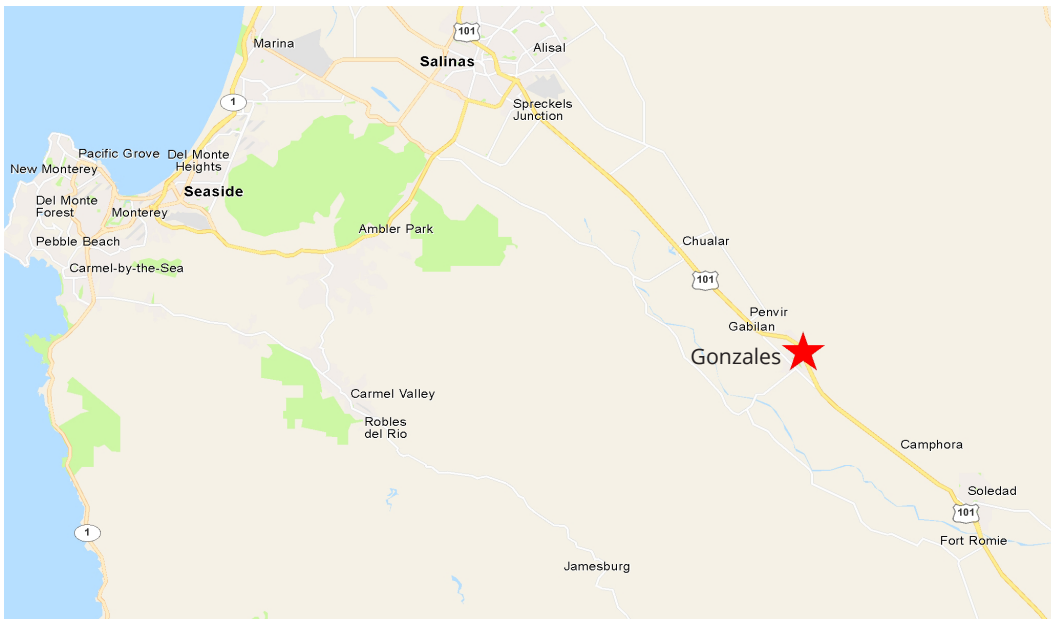 101
Marina
Alisal
Salinas
1
Spreckels
Junction
Pacific Grove
Del Monte
Heights
New Monterey
Seaside
Del Monte
Forest
Monterey
Ambler Park
Pebble Beach
Chualar
Carmel-by-the-Sea
101
Penvir
Gabilan
Gonzales
Carmel Valley
Robles
del Rio
Camphora
Soledad
101
1
Fort Romie
Jamesburg